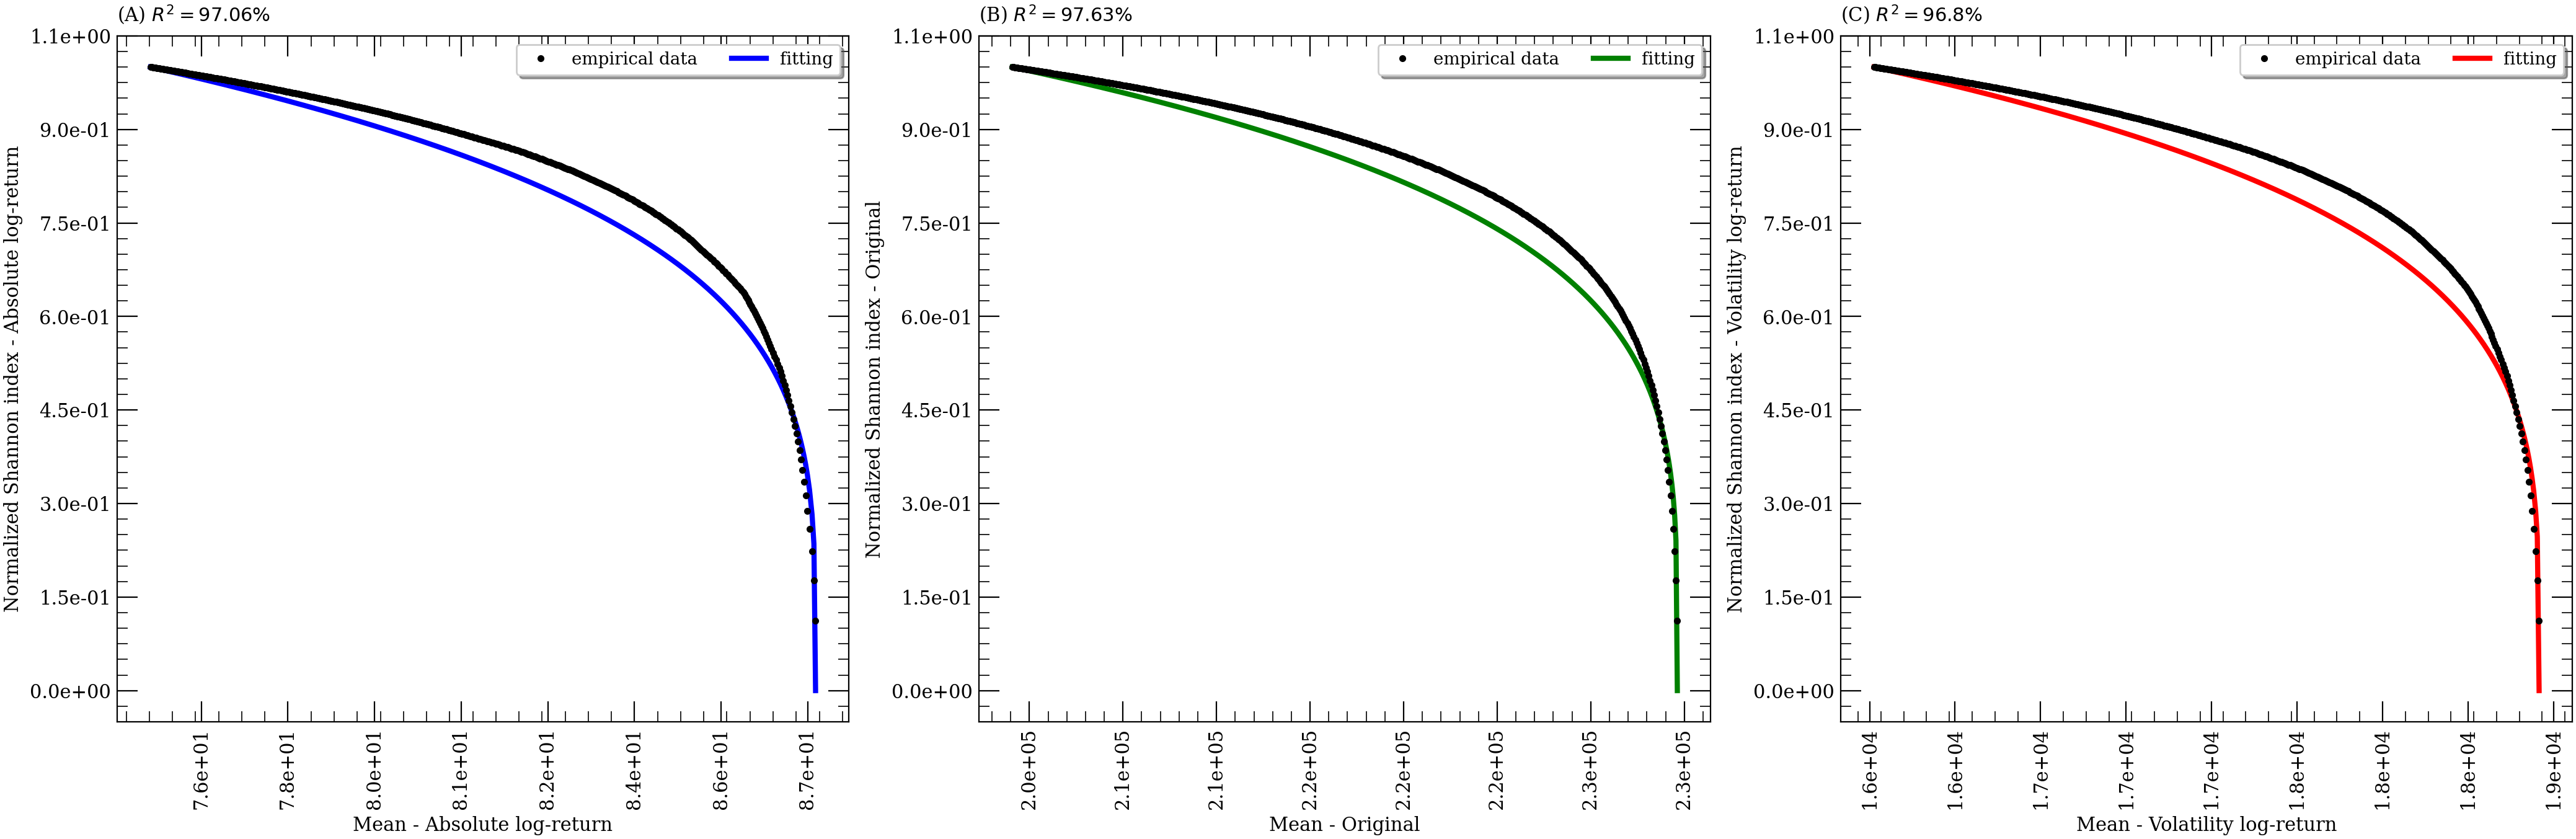 (A) R² = 97.06%
empirical data
fitting
1.1e+00
9.0e-01
7.5e-01
6.0e-01
4.5e-01
3.0e-01
1.5e-01
0.0e+00
Normalized Shannon index - Absolute log-return
7.6e+01
7.8e+01
8.0e+01
8.1e+01
8.2e+01
8.4e+01
8.6e+01
8.7e+01
Mean - Absolute log-return
(B) R² = 97.63%
empirical data
fitting
1.1e+00
9.0e-01
7.5e-01
6.0e-01
4.5e-01
3.0e-01
1.5e-01
0.0e+00
Normalized Shannon index - Original
2.0e+05
2.1e+05
2.1e+05
2.2e+05
2.2e+05
2.2e+05
2.3e+05
2.3e+05
Mean - Original
(C) R² = 96.8%
empirical data
fitting
1.1e+00
9.0e-01
7.5e-01
6.0e-01
4.5e-01
3.0e-01
1.5e-01
0.0e+00
Normalized Shannon index - Volatility log-return
1.6e+04
1.6e+04
1.7e+04
1.7e+04
1.7e+04
1.8e+04
1.8e+04
1.8e+04
1.9e+04
Mean - Volatility log-return